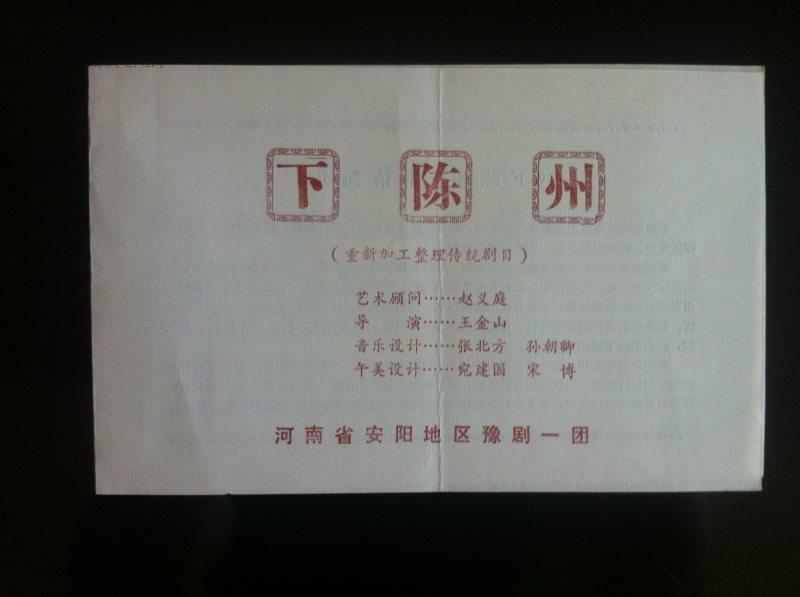 下陈州
(重新加工整理传统剧目)
艺术顾问……赵义庭
导　　演……王金山
音乐设计……张北方　孙朝卿
午美设计……宛建国　宋　博
河南省安阳地区豫剧一团